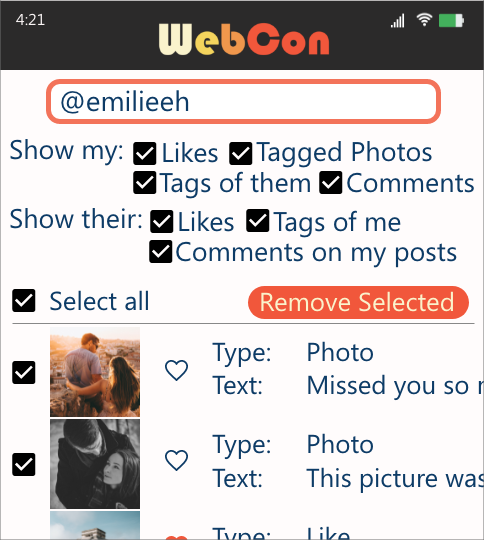 4:21
WebCon
@emilieeh
Show my: Likes Tagged Photos
Tags of them Comments
Show their: Likes Tags of me
Comments on my posts
Select all Remove Selected
Type: Photo
Text: Missed you so
Type: Photo
Text: This picture was
Type: Like